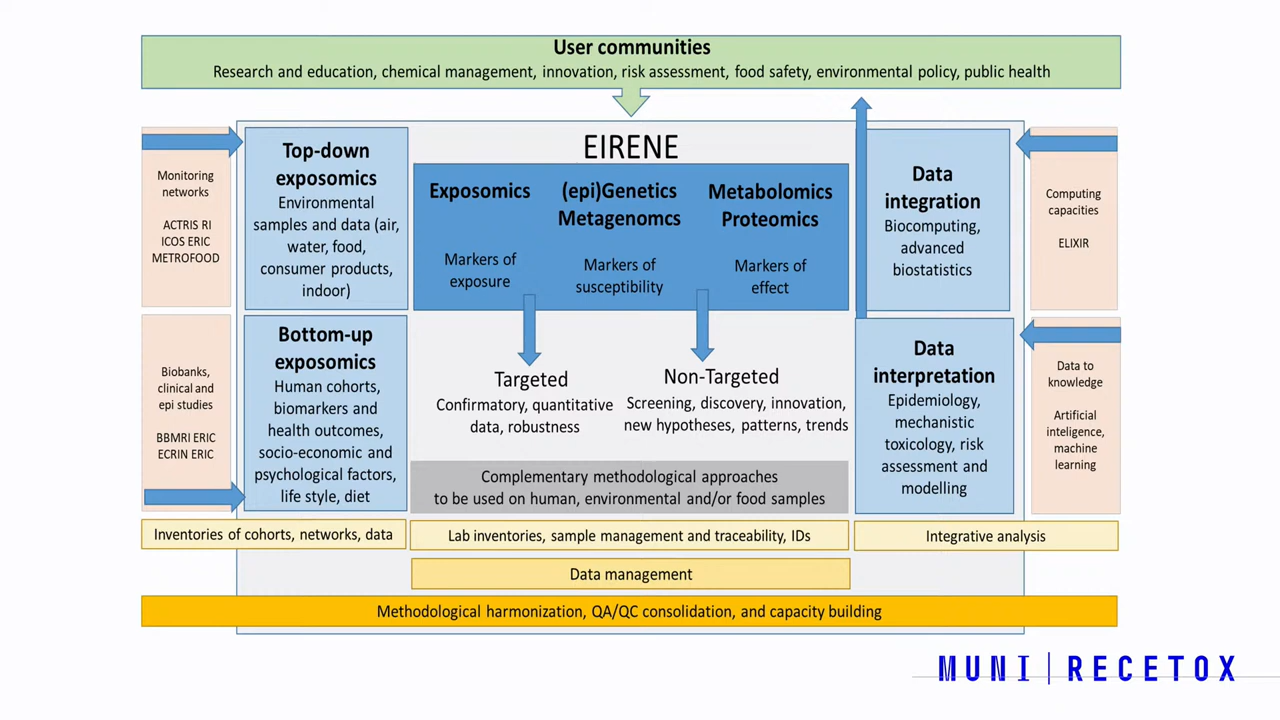 User communities
Research and education, chemical management, innovation, risk assessment, food safety, environmental policy, public health
Monitoring
networks
ACTRIS RI
ICOS ERIC
METROFOOD
Top-down
exposomics
Environmental
samples and data (air,
water, food,
consumer products,
indoor)
EIRENE
Exposomics
Markers of
exposure
(epi)Genetics
Metagenomcs
Markers of
susceptibility
Metabolomics
Proteomics
Markers of
effect
Data
integration
Biocomputing,
advanced
biostatistics
Computing
capacities
ELIXIR
Biobanks,
clinical and
epi studies
BBMRI ERIC
ECRIN ERIC
Bottom-up
exposomics
Human cohorts,
biomarkers and
health outcomes,
socio-economic and
psychological factors,
life style, diet
Targeted
Confirmatory, quantitative
data, robustness
Non-Targeted
Screening, discovery, innovation,
new hypotheses, patterns, trends
Complementary methodological approaches
to be used on human, environmental and/or food samples
Data
interpretation
Epidemiology,
mechanistic
toxicology, risk
assessment and
modelling
Data to
knowledge
Artificial
inteligence,
machine
learning
Inventories of cohorts, networks, data
Lab inventories, sample management and traceability, IDs
Integrative analysis
Data management
Methodological harmonization, QA/QC consolidation, and capacity building
MUNI | RECETOX